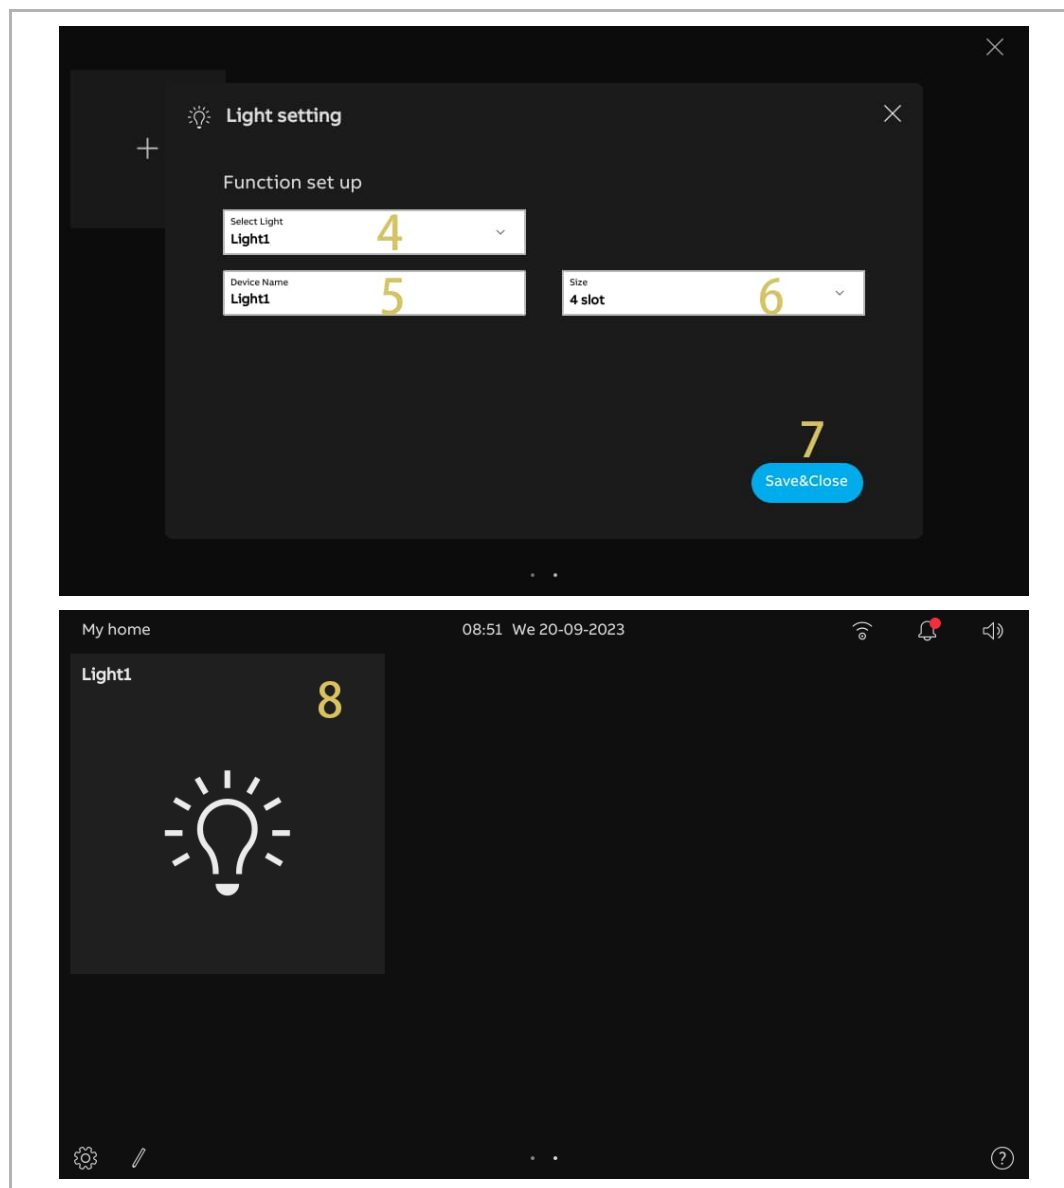 Light setting
Function set up
Select Light
Light1
4
Device Name
Light1
5
Size
4 slot
6
7
Save&Close
My home
08:51 We 20-09-2023
Light1
8
?